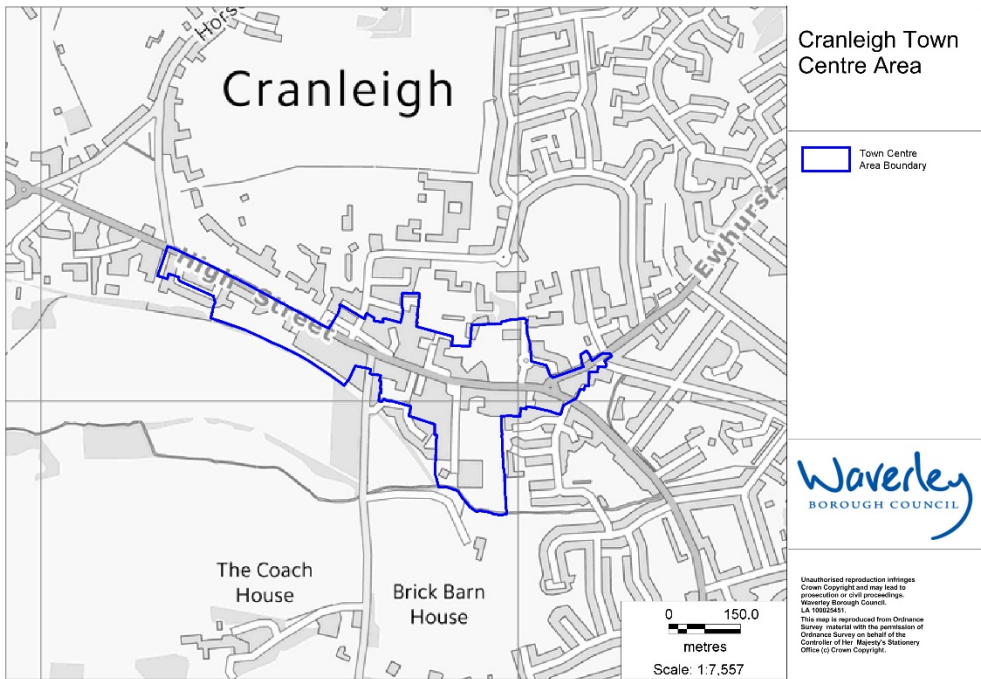 Hors
Cranleigh
High Street
Ewhurst
The Coach
House
Brick Barn
House
0 150.0
metres
Scale: 1:7,557
Cranleigh Town
Centre Area
Town Centre
Area Boundary
Waverley
BOROUGH COUNCIL
Unauthorised reproduction infringes
Crown Copyright and may lead to
prosecution or civil proceedings.
Waverley Borough Council.
LA 100025451.
This map is reproduced from Ordnance
Survey material with the permission of
Ordnance Survey on behalf of the
Controller of Her Majesty's Stationery
Office (c) Crown Copyright.